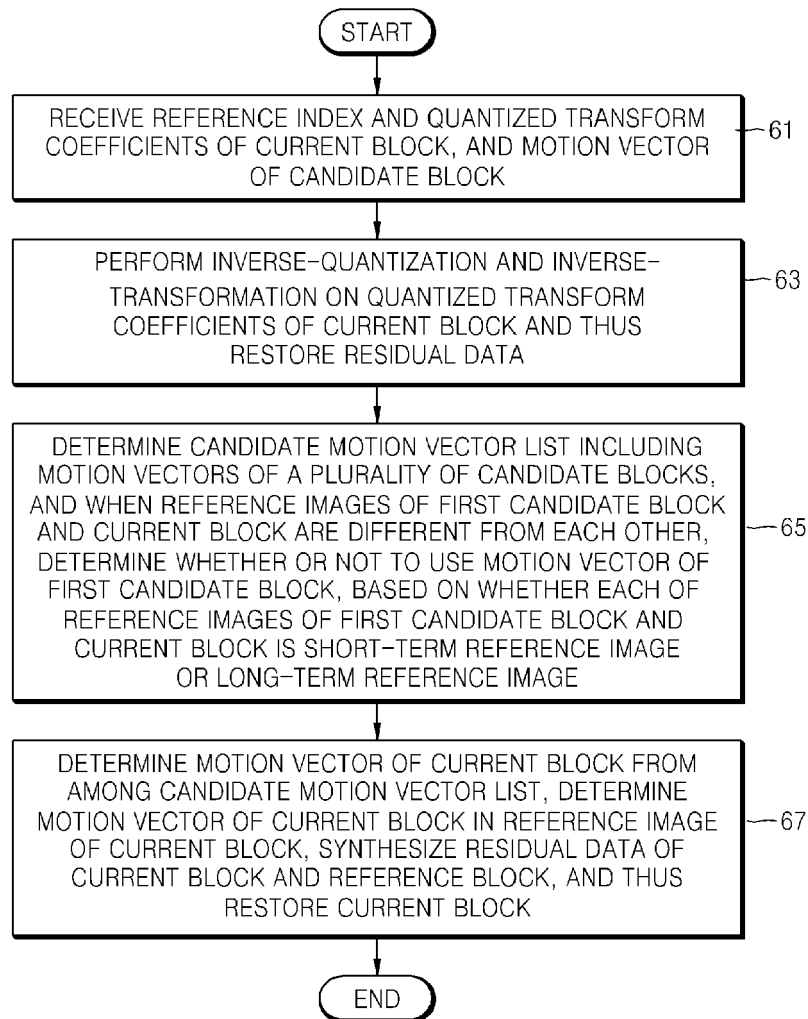 START
RECEIVE REFERENCE INDEX AND QUANTIZED TRANSFORM
COEFFICIENTS OF CURRENT BLOCK, AND MOTION VECTOR
OF CANDIDATE BLOCK
61
PERFORM INVERSE-QUANTIZATION AND INVERSE-
TRANSFORMATION ON QUANTIZED TRANSFORM
COEFFICIENTS OF CURRENT BLOCK AND THUS
RESTORE RESIDUAL DATA
63
DETERMINE CANDIDATE MOTION VECTOR LIST INCLUDING
MOTION VECTORS OF A PLURALITY OF CANDIDATE BLOCKS,
AND WHEN REFERENCE IMAGES OF FIRST CANDIDATE BLOCK
AND CURRENT BLOCK ARE DIFFERENT FROM EACH OTHER,
DETERMINE WHETHER OR NOT TO USE MOTION VECTOR OF
FIRST CANDIDATE BLOCK, BASED ON WHETHER EACH OF
REFERENCE IMAGES OF FIRST CANDIDATE BLOCK AND
CURRENT BLOCK IS SHORT-TERM REFERENCE IMAGE
OR LONG-TERM REFERENCE IMAGE
65
DETERMINE MOTION VECTOR OF CURRENT BLOCK FROM
AMONG CANDIDATE MOTION VECTOR LIST, DETERMINE
MOTION VECTOR OF CURRENT BLOCK IN REFERENCE IMAGE
OF CURRENT BLOCK, SYNTHESIZE RESIDUAL DATA OF
CURRENT BLOCK AND REFERENCE BLOCK, AND THUS
RESTORE CURRENT BLOCK
67
END